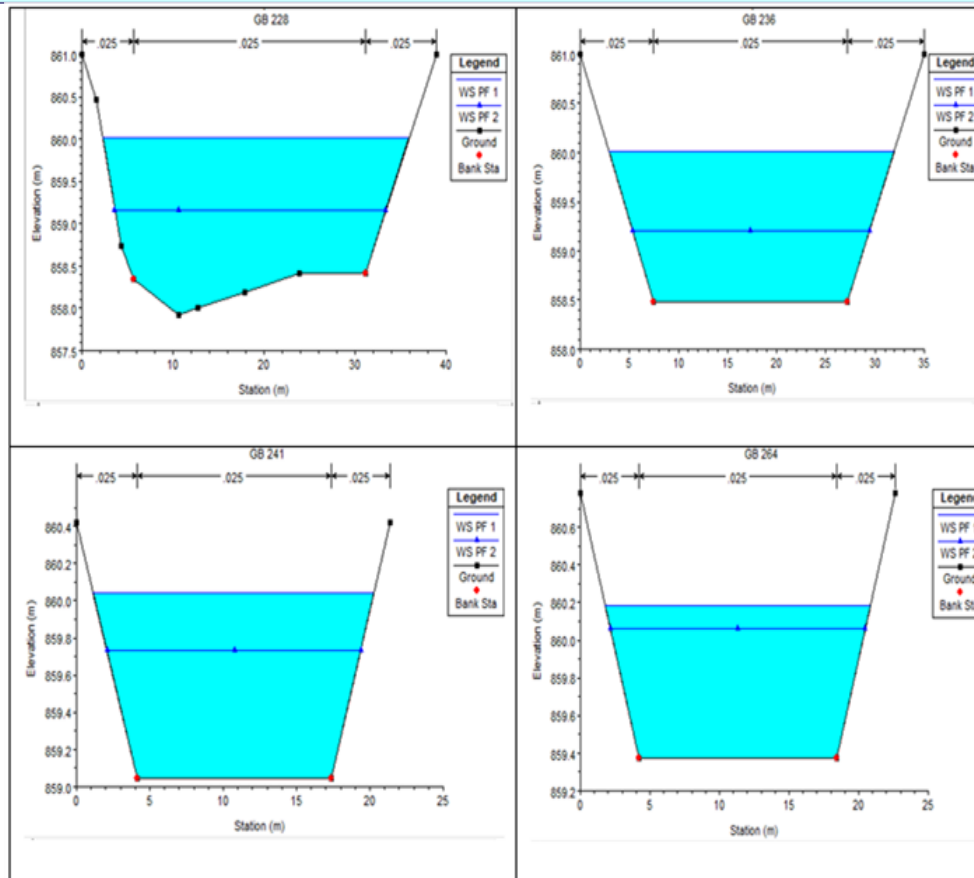 GB 228
.025 .025 .025
861.0
860.5
860.0
859.5
859.0
858.5
858.0
857.5
Elevation (m)
0 10 20 30 40
Station (m)
Legend
WS PF 1
WS PF 2
Ground
Bank Sta
GB 236
.025 .025 .025
861.0
860.5
860.0
859.5
859.0
858.5
858.0
Elevation (m)
0 5 10 15 20 25 30 35
Station (m)
Legend
WS PF 1
WS PF 2
Ground
Bank Sta
GB 241
.025 .025 .025
860.4
860.2
860.0
859.8
859.6
859.4
859.2
859.0
Elevation (m)
0 5 10 15 20 25
Station (m)
Legend
WS PF 1
WS PF 2
Ground
Bank Sta
GB 264
.025 .025 .025
860.6
860.4
860.2
860.0
859.8
859.6
859.4
859.2
Elevation (m)
0 5 10 15 20 25
Station (m)
Legend
WS PF 1
WS PF 2
Ground
Bank Sta